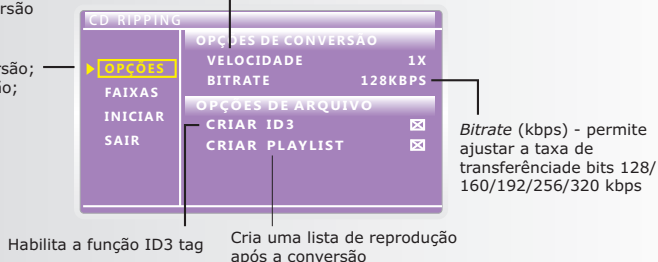 rsão
rsão;
o;
CD RIPPING
OPÇÕES
FAIXAS
INICIAR
SAIR
OPÇÕES DE CONVERSÃO
VELOCIDADE 1X
BITRATE 128KBPS
OPÇÕES DE ARQUIVO
CRIAR ID3
CRIAR PLAYLIST
Bitrate (kbps) - permite
ajustar a taxa de
transferênciade bits 128/
160/192/256/320 kbps
Habilita a função ID3 tag
Cria uma lista de reprodução
após a conversão